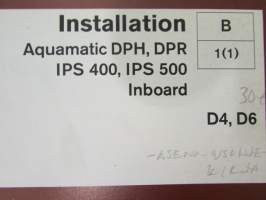 Installation
B
Aquamatic DPH, DPR
1(1)
IPS 400, IPS 500
Inboard
30€
D4, D6